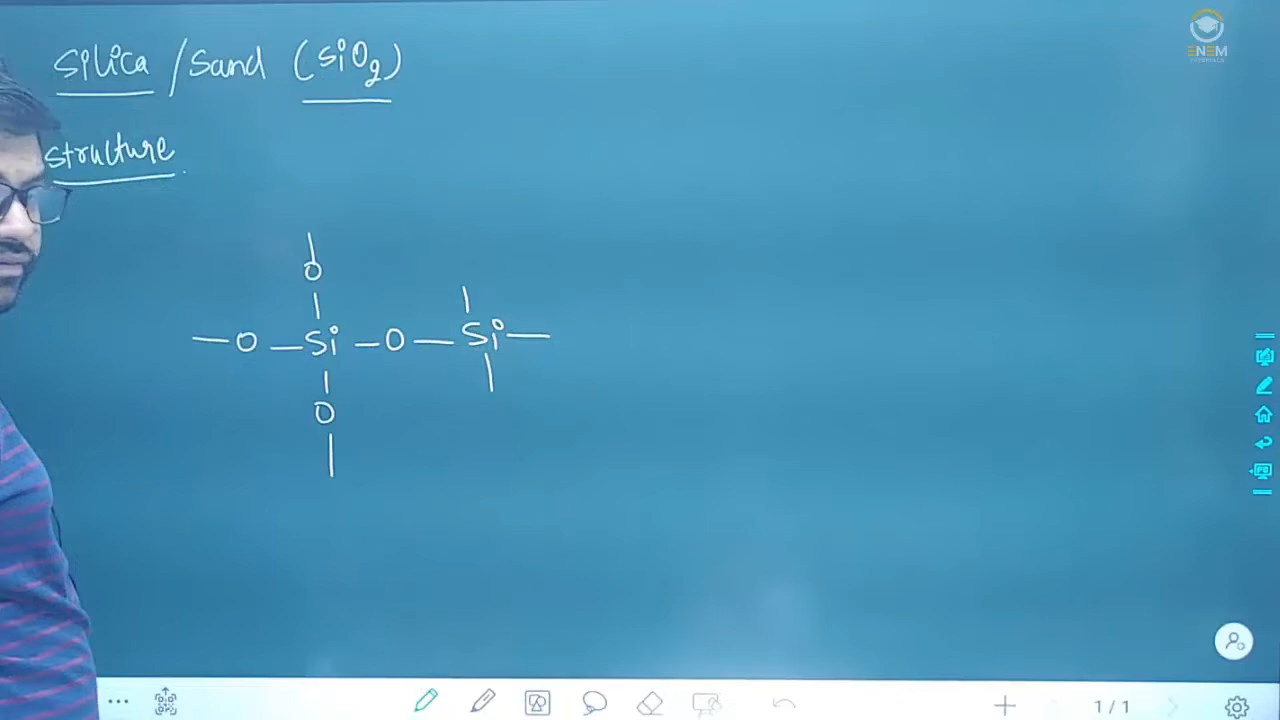 Silica / Sand (SiO2)
Structure.
O
— O — Si — O — Si —
O
ENEM
1 / 1